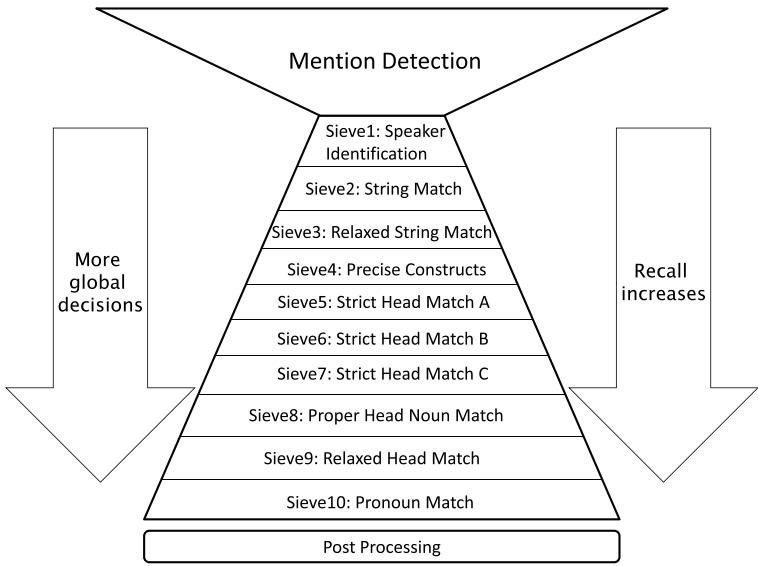 Mention Detection
Sieve1: Speaker
Identification
Sieve2: String Match
Sieve3: Relaxed String Match
Sieve4: Precise Constructs
Sieve5: Strict Head Match A
Sieve6: Strict Head Match B
Sieve7: Strict Head Match C
Sieve8: Proper Head Noun Match
Sieve9: Relaxed Head Match
Sieve10: Pronoun Match
Post Processing
More
global
decisions
Recall
increases